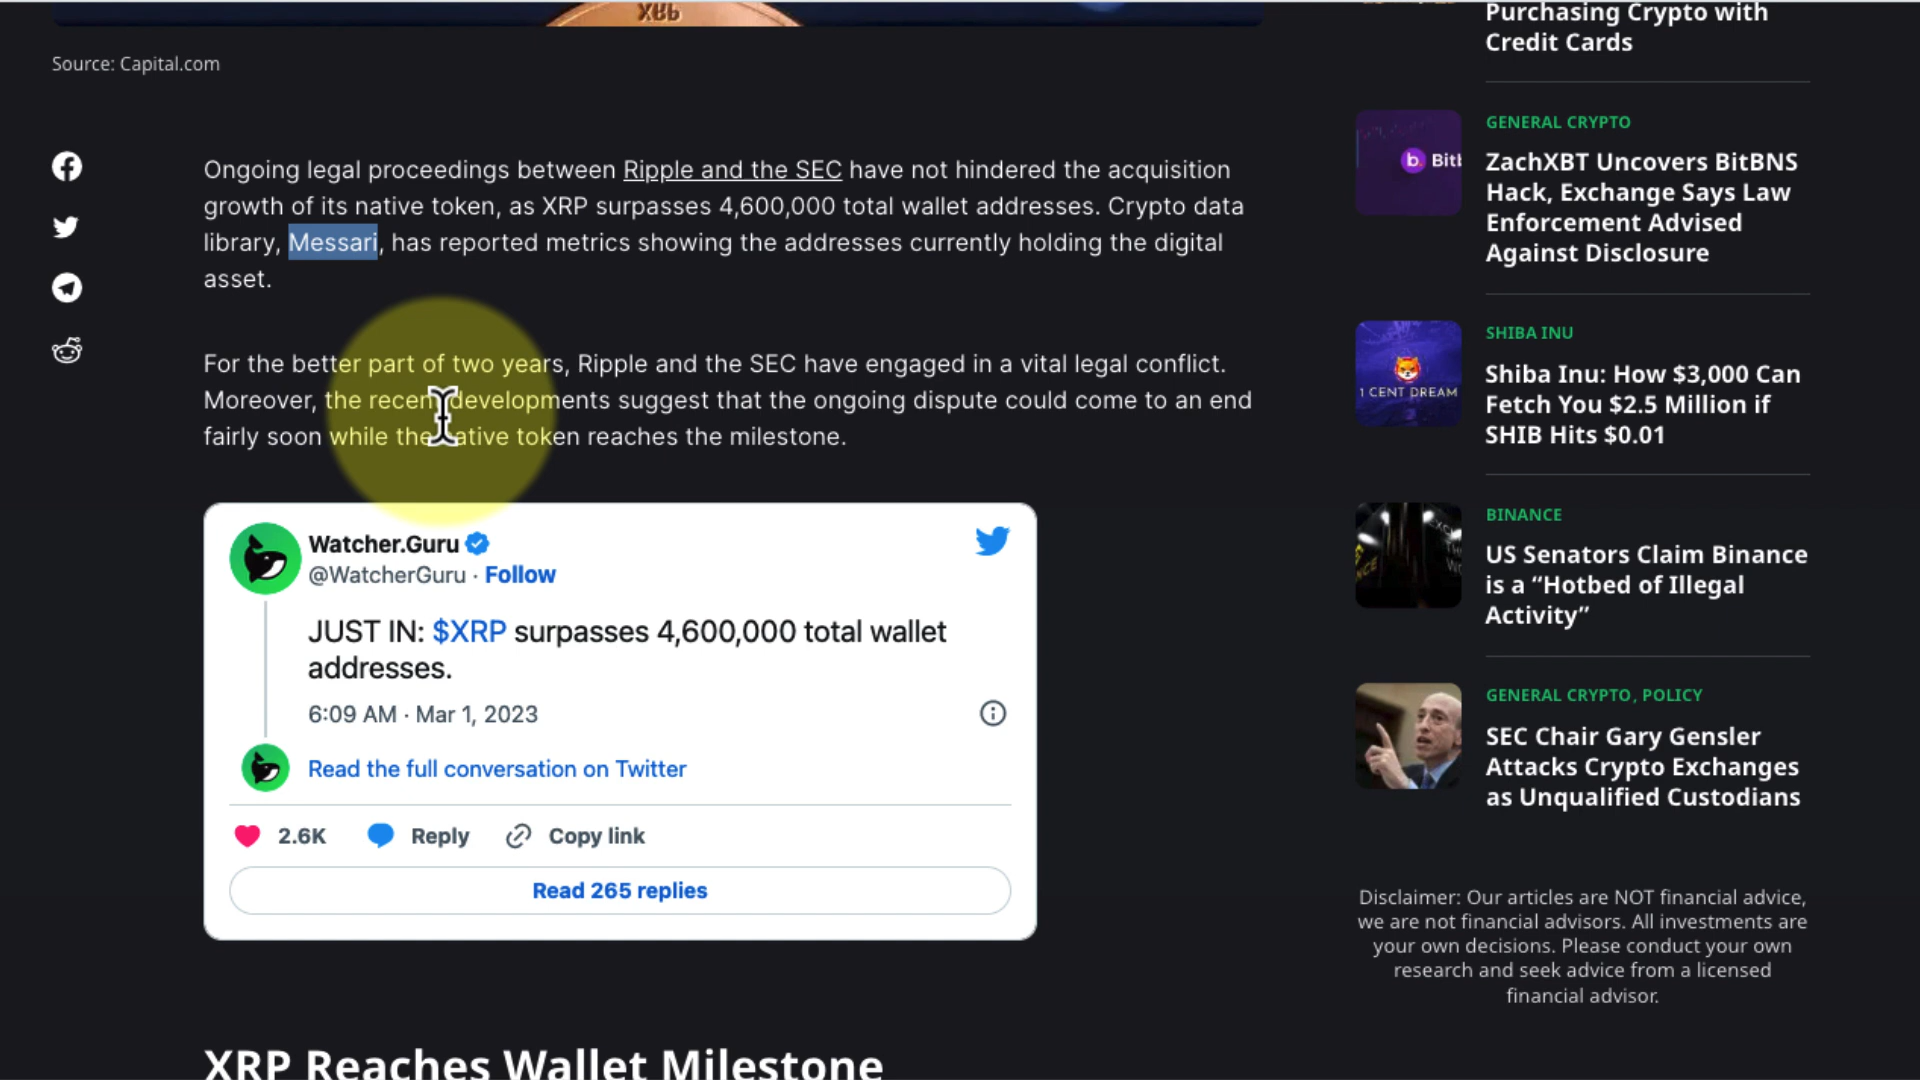 XRP
Source: Capital.com
Ongoing legal proceedings between Ripple and the SEC have not hindered the acquisition
growth of its native token, as XRP surpasses 4,600,000 total wallet addresses. Crypto data
library, Messari, has reported metrics showing the addresses currently holding the digital
asset.
For the better part of two years, Ripple and the SEC have engaged in a vital legal conflict.
Moreover, the recent developments suggest that the ongoing dispute could come to an end
fairly soon while the native token reaches the milestone.
Watcher.Guru
@WatcherGuru · Follow
JUST IN: $XRP surpasses 4,600,000 total wallet
addresses.
6:09 AM · Mar 1, 2023
Read the full conversation on Twitter
2.6K Reply Copy link
Read 265 replies
XRP Reaches Wallet Milestone
Purchasing Crypto with
Credit Cards
b. Bitb
GENERAL CRYPTO
ZachXBT Uncovers BitBNS
Hack, Exchange Says Law
Enforcement Advised
Against Disclosure
1 CENT DREAM
SHIBA INU
Shiba Inu: How $3,000 Can
Fetch You $2.5 Million if
SHIB Hits $0.01
BINANCE
US Senators Claim Binance
is a “Hotbed of Illegal
Activity”
GENERAL CRYPTO, POLICY
SEC Chair Gary Gensler
Attacks Crypto Exchanges
as Unqualified Custodians
Disclaimer: Our articles are NOT financial advice,
we are not financial advisors. All investments are
your own decisions. Please conduct your own
research and seek advice from a licensed
financial advisor.